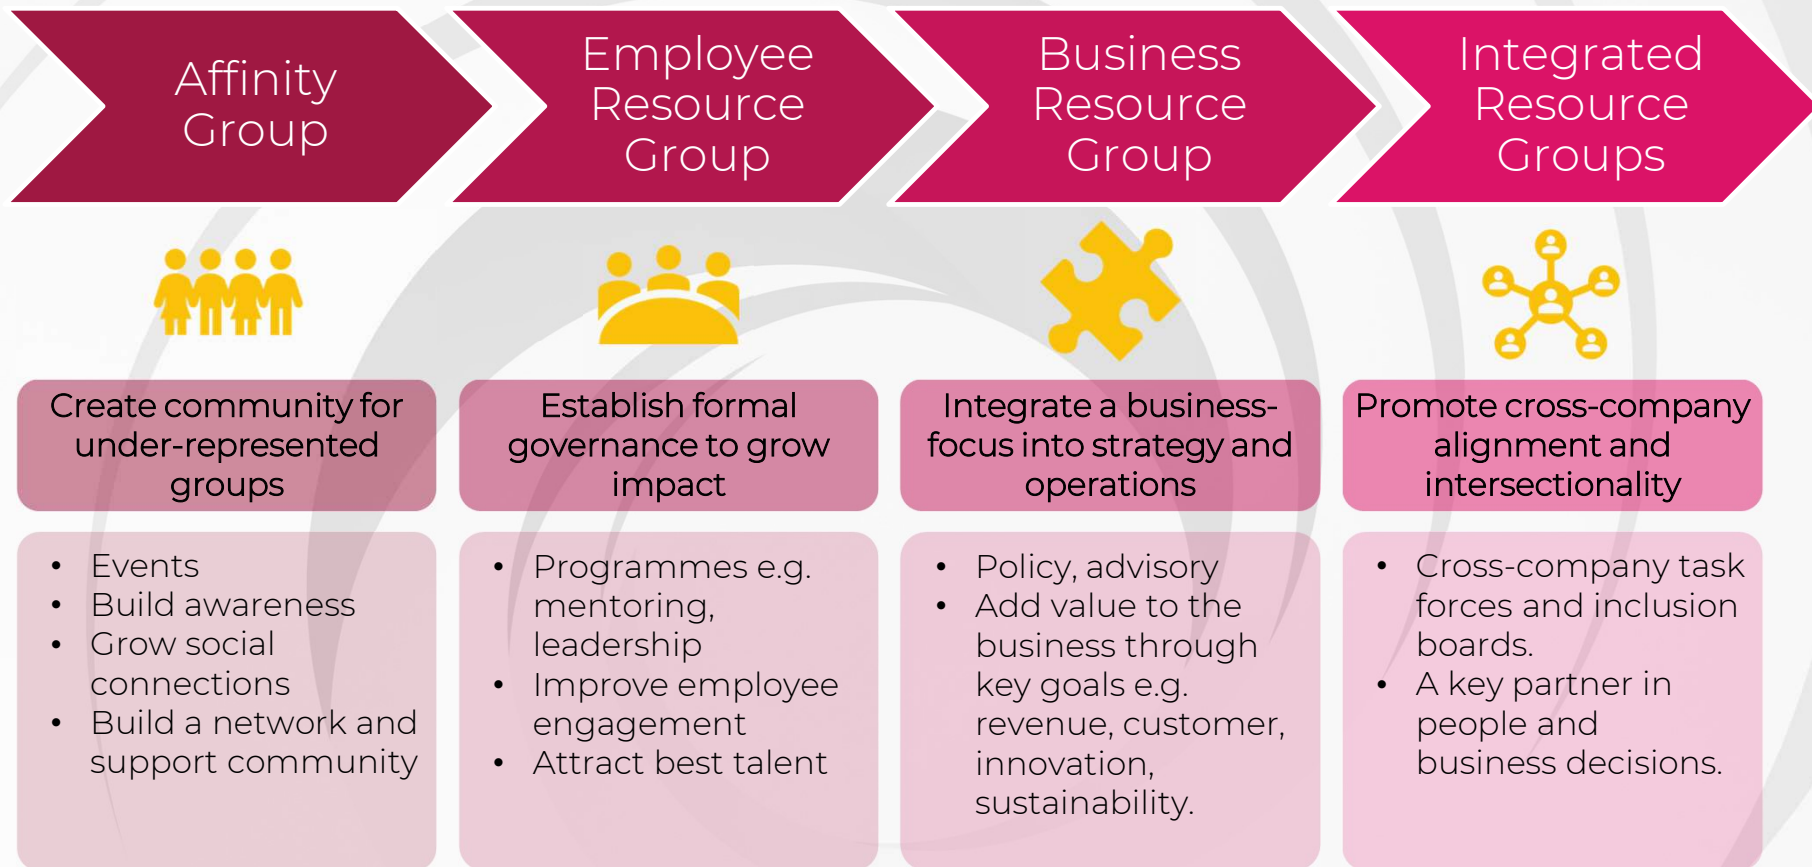 Affinity
Group
Employee
Resource
Group
Business
Resource
Group
Integrated
Resource
Groups
Create community for
under-represented
groups
Establish formal
governance to grow
impact
Integrate a business-
focus into strategy and
operations
Promote cross-company
alignment and
intersectionality
• Events
• Build awareness
• Grow social
connections
• Build a network and
support community
• Programmes e.g.
mentoring,
leadership
• Improve employee
engagement
• Attract best talent
• Policy, advisory
• Add value to the
business through
key goals e.g.
revenue, customer,
innovation,
sustainability.
• Cross-company task
forces and inclusion
boards.
• A key partner in
people and
business decisions.